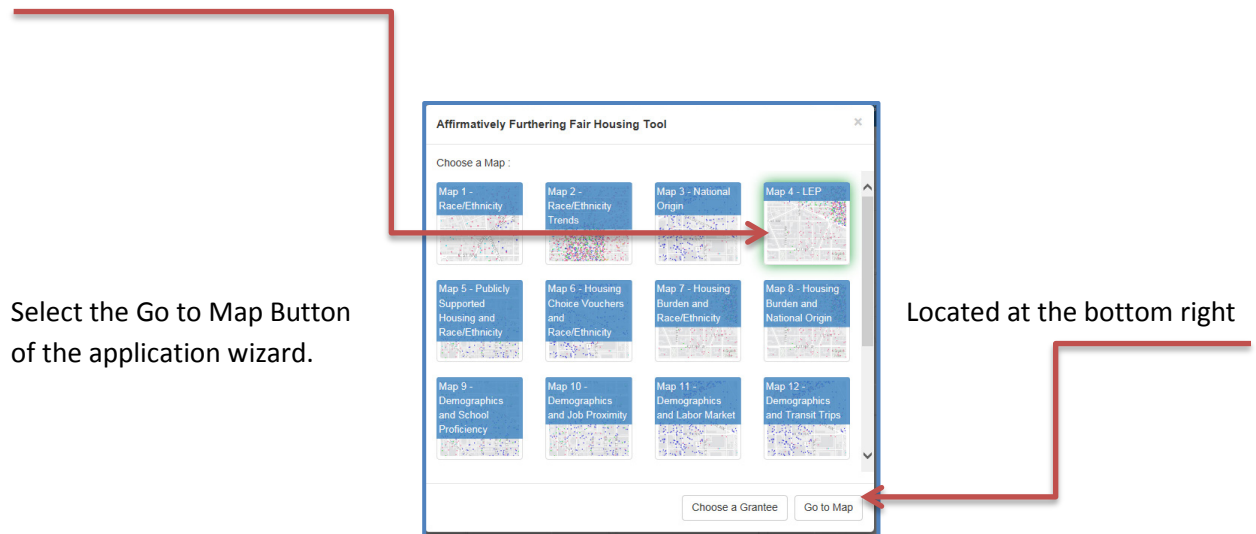 Affirmatively Furthering Fair Housing Tool ×
Choose a Map :
Map 1 -
Race/Ethnicity
Map 2 -
Race/Ethnicity
Trends
Map 3 - National
Origin
Map 4 - LEP
Map 5 - Publicly
Supported
Housing and
Race/Ethnicity
Map 6 - Housing
Choice Vouchers
and
Race/Ethnicity
Map 7 - Housing
Burden and
Race/Ethnicity
Map 8 - Housing
Burden and
National Origin
Select the Go to Map Button
of the application wizard.
Located at the bottom right
Map 9 -
Demographics
and School
Proficiency
Map 10 -
Demographics
and Job Proximity
Map 11 -
Demographics
and Labor Market
Map 12 -
Demographics
and Transit Trips
Choose a Grantee
Go to Map